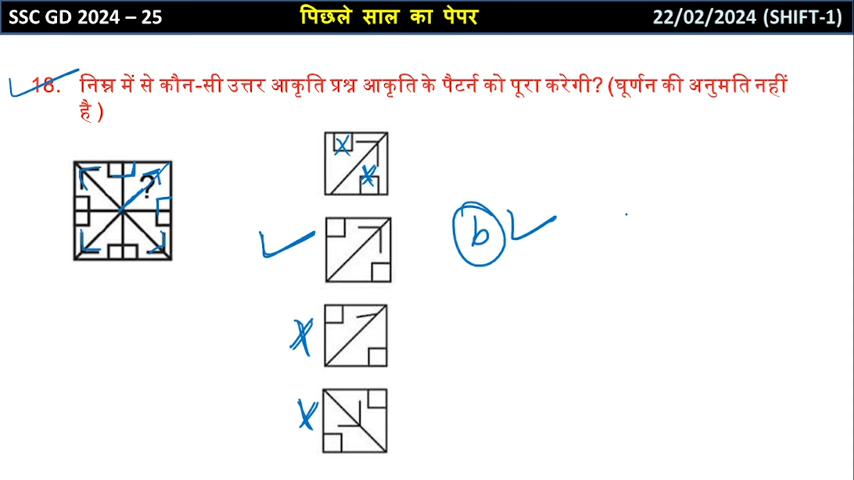 SSC GD 2024 – 25
पिछले साल का पेपर
22/02/2024 (SHIFT-1)
18. निम्न में से कौन-सी उत्तर आकृति प्रश्न आकृति के पैटर्न को पूरा करेगी? (घूर्णन की अनुमति नहीं
है )
?
b